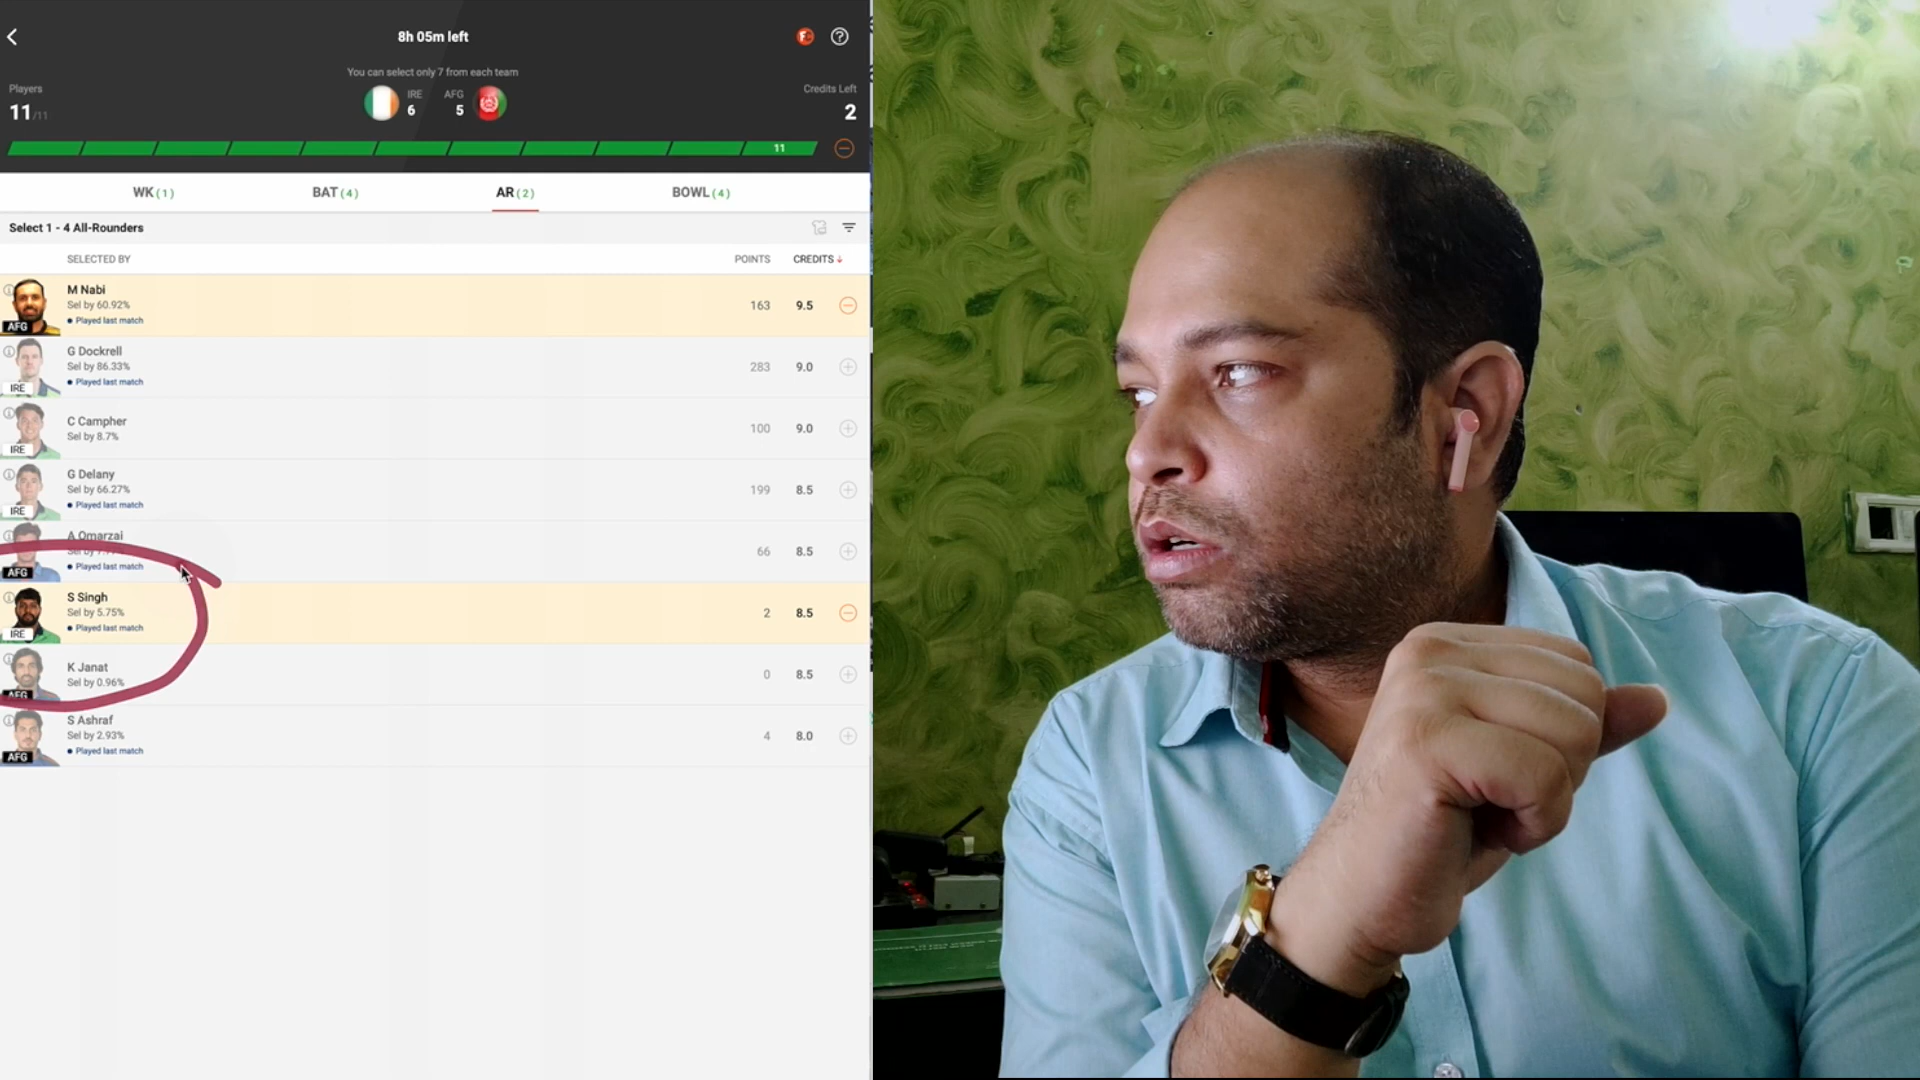 8h 05m left
You can select only 7 from each team
Players
11/11
IRE
6
AFG
5
Credits Left
2
11
WK (1)
BAT (4)
AR (2)
BOWL (4)
Select 1 - 4 All-Rounders
SELECTED BY
POINTS
CREDITS
M Nabi
Sel by 60.92%
Played last match
AFG
163
9.5
G Dockrell
Sel by 86.33%
Played last match
IRE
283
9.0
C Campher
Sel by 8.7%
IRE
100
9.0
G Delany
Sel by 66.27%
Played last match
IRE
199
8.5
A Omarzai
Sel by
Played last match
AFG
66
8.5
S Singh
Sel by 5.75%
Played last match
IRE
2
8.5
K Janat
Sel by 0.96%
AFG
0
8.5
S Ashraf
Sel by 2.93%
Played last match
AFG
4
8.0